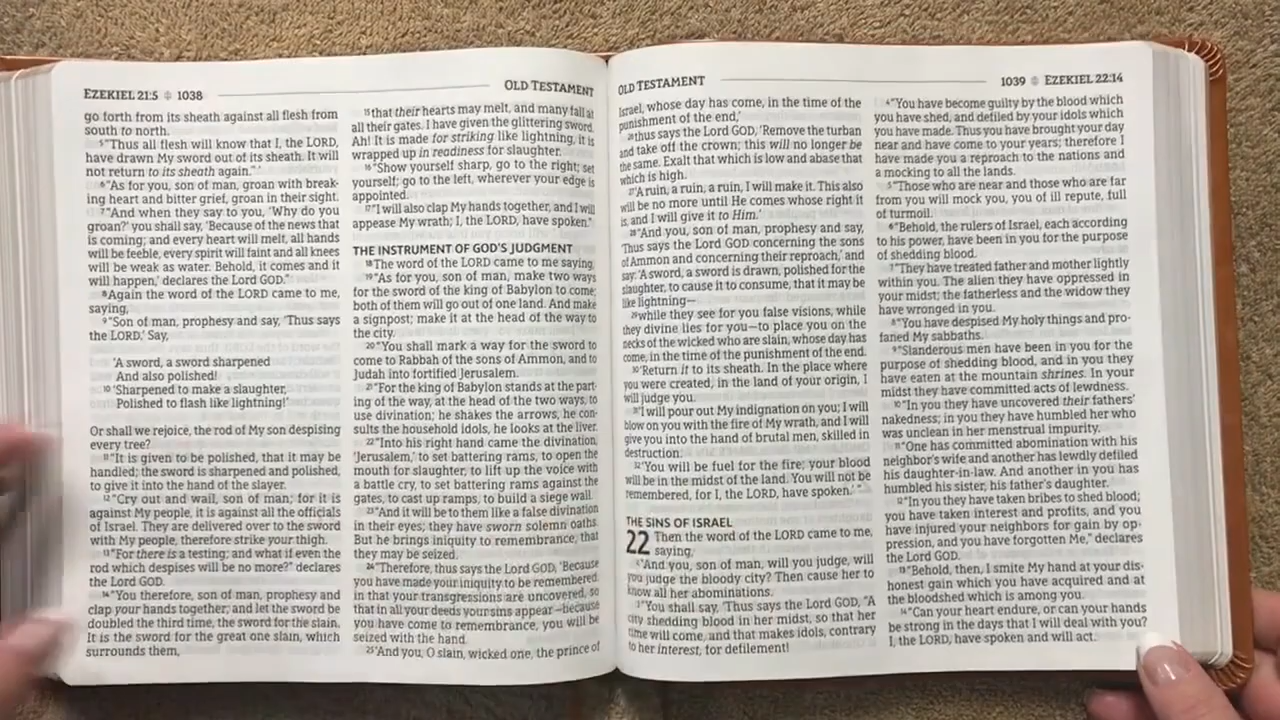 EZEKIEL 21:5 ✦ 1038
OLD TESTAMENT
go forth from its sheath against all flesh from
south to north.
5"Thus all flesh will know that I, the LORD,
have drawn My sword out of its sheath. It will
not return to its sheath again." '
6"As for you, son of man, groan with break-
ing heart and bitter grief, groan in their sight.
7"And when they say to you, 'Why do you
groan?' you shall say, 'Because of the news that
is coming; and every heart will melt, all hands
will be feeble, every spirit will faint and all knees
will be weak as water. Behold, it comes and it
will happen,' declares the Lord GOD."
8Again the word of the LORD came to me,
saying,
9"Son of man, prophesy and say, 'Thus says
the LORD,' Say,
'A sword, a sword sharpened
And also polished!
10 'Sharpened to make a slaughter,
Polished to flash like lightning!'
Or shall we rejoice, the rod of My son despising
every tree?
11"It is given to be polished, that it may be
handled; the sword is sharpened and polished,
to give it into the hand of the slayer.
12"Cry out and wail, son of man; for it is
against My people, it is against all the officials
of Israel. They are delivered over to the sword
with My people, therefore strike your thigh.
13"For there is a testing; and what if even the
rod which despises will be no more?" declares
the Lord GOD.
14"You therefore, son of man, prophesy and
clap your hands together; and let the sword be
doubled the third time, the sword for the slain.
It is the sword for the great one slain, which
surrounds them,
15that their hearts may melt, and many fall at
all their gates. I have given the glittering sword.
Ah! It is made for striking like lightning, it is
wrapped up in readiness for slaughter.
16"Show yourself sharp, go to the right; set
yourself; go to the left, wherever your edge is
appointed.
17"I will also clap My hands together, and I will
appease My wrath; I, the LORD, have spoken."
THE INSTRUMENT OF GOD'S JUDGMENT
18The word of the LORD came to me saying,
19"As for you, son of man, make two ways
for the sword of the king of Babylon to come;
both of them will go out of one land. And make
a signpost; make it at the head of the way to
the city.
20"You shall mark a way for the sword to
come to Rabbah of the sons of Ammon, and to
Judah into fortified Jerusalem.
21"For the king of Babylon stands at the part-
ing of the way, at the head of the two ways, to
use divination; he shakes the arrows, he con-
sults the household idols, he looks at the liver.
22"Into his right hand came the divination,
'Jerusalem,' to set battering rams, to open the
mouth for slaughter, to lift up the voice with
a battle cry, to set battering rams against the
gates, to cast up ramps, to build a siege wall.
23"And it will be to them like a false divination
in their eyes; they have sworn solemn oaths.
But he brings iniquity to remembrance, that
they may be seized.
24"Therefore, thus says the Lord GOD, 'Because
you have made your iniquity to be remembered,
in that your transgressions are uncovered, so
that in all your deeds your sins appear—because
you have come to remembrance, you will be
seized with the hand.
25'And you, O slain, wicked one, the prince of
OLD TESTAMENT
1039 ✦ EZEKIEL 22:14
Israel, whose day has come, in the time of the
punishment of the end,'
26thus says the Lord GOD, 'Remove the turban
and take off the crown; this will no longer be
the same. Exalt that which is low and abase that
which is high.
27'A ruin, a ruin, a ruin, I will make it. This also
will be no more until He comes whose right it
is, and I will give it to Him.'
28"And you, son of man, prophesy and say,
'Thus says the Lord GOD concerning the sons
of Ammon and concerning their reproach,' and
say: 'A sword, a sword is drawn, polished for the
slaughter, to cause it to consume, that it may be
like lightning—
29while they see for you false visions, while
they divine lies for you—to place you on the
necks of the wicked who are slain, whose day has
come, in the time of the punishment of the end.
30'Return it to its sheath. In the place where
you were created, in the land of your origin, I
will judge you.
31'I will pour out My indignation on you; I will
blow on you with the fire of My wrath, and I will
give you into the hand of brutal men, skilled in
destruction.
32'You will be fuel for the fire; your blood
will be in the midst of the land. You will not be
remembered, for I, the LORD, have spoken.' "
THE SINS OF ISRAEL
22 Then the word of the LORD came to me,
saying,
2"And you, son of man, will you judge, will
you judge the bloody city? Then cause her to
know all her abominations.
3"You shall say, 'Thus says the Lord GOD, "A
city shedding blood in her midst, so that her
time will come, and that makes idols, contrary
to her interest, for defilement!
4"You have become guilty by the blood which
you have shed, and defiled by your idols which
you have made. Thus you have brought your day
near and have come to your years; therefore I
have made you a reproach to the nations and
a mocking to all the lands.
5"Those who are near and those who are far
from you will mock you, you of ill repute, full
of turmoil.
6"Behold, the rulers of Israel, each according
to his power, have been in you for the purpose
of shedding blood.
7"They have treated father and mother lightly
within you. The alien they have oppressed in
your midst; the fatherless and the widow they
have wronged in you.
8"You have despised My holy things and pro-
faned My sabbaths.
9"Slanderous men have been in you for the
purpose of shedding blood, and in you they
have eaten at the mountain shrines. In your
midst they have committed acts of lewdness.
10"In you they have uncovered their fathers'
nakedness; in you they have humbled her who
was unclean in her menstrual impurity.
11"One has committed abomination with his
neighbor's wife and another has lewdly defiled
his daughter-in-law. And another in you has
humbled his sister, his father's daughter.
12"In you they have taken bribes to shed blood;
you have taken interest and profits, and you
have injured your neighbors for gain by op-
pression, and you have forgotten Me," declares
the Lord GOD.
13"Behold, then, I smite My hand at your dis-
honest gain which you have acquired and at
the bloodshed which is among you.
14"Can your heart endure, or can your hands
be strong in the days that I will deal with you?
I, the LORD, have spoken and will act.